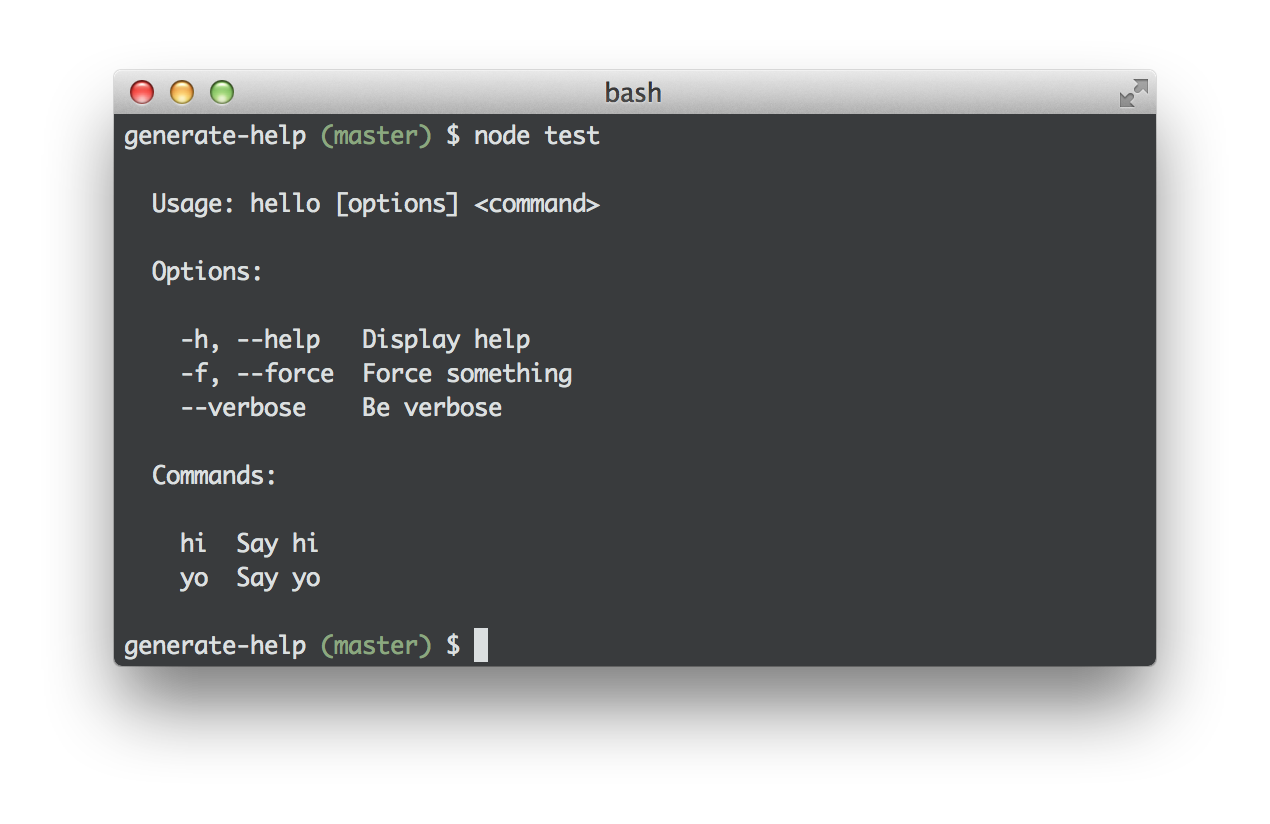 bash
generate-help (master) $ node test
Usage: hello [options] <command>
Options:
-h, --help   Display help
-f, --force  Force something
--verbose    Be verbose
Commands:
hi  Say hi
yo  Say yo
generate-help (master) $